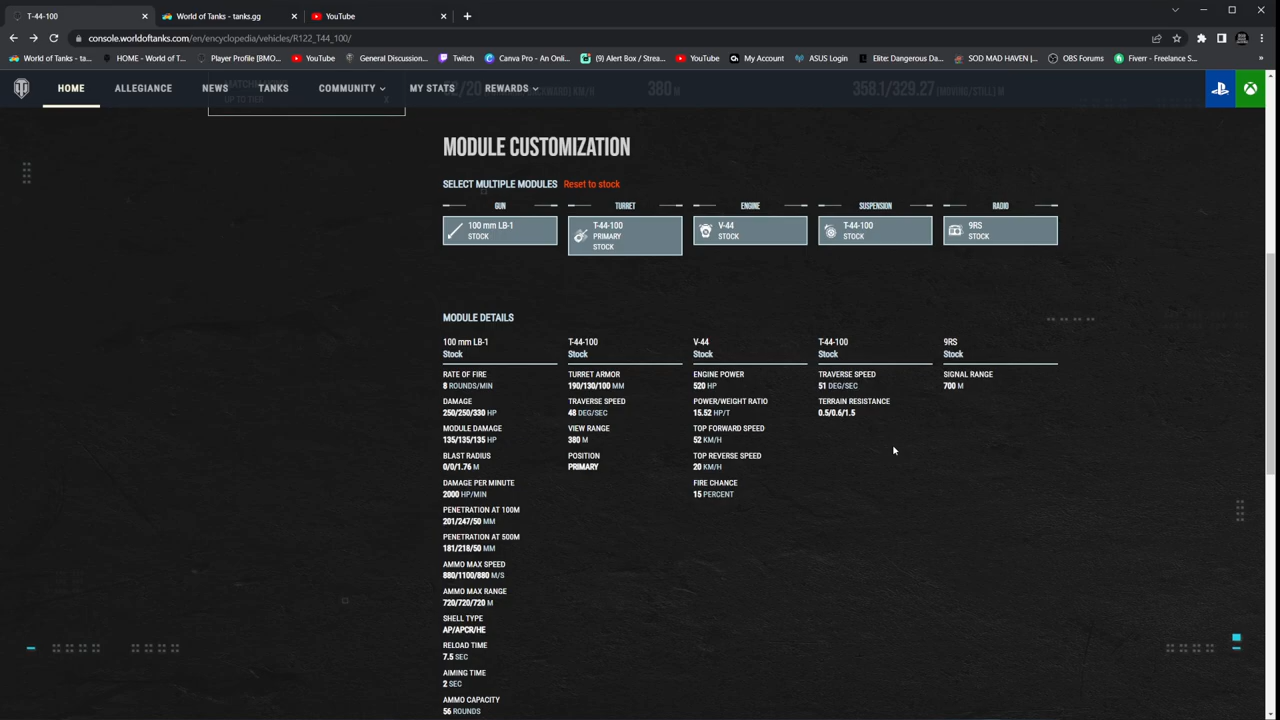 T-44-100
World of Tanks - tanks.gg
YouTube
console.worldoftanks.com/en/encyclopedia/vehicles/R122_T44_100/
World of Tanks - ta...
HOME - World of T...
Player Profile [BMO...
YouTube
General Discussion...
Twitch
Canva Pro - An Onli...
(9) Alert Box / Strea...
YouTube
My Account
ASUS Login
Elite: Dangerous Da...
SOD MAD HAVEN |...
OBS Forums
Fiverr - Freelance S...
HOME
ALLEGIANCE
NEWS
TANKS
COMMUNITY
MY STATS
REWARDS
MATCHMAKING
UP TO TIER
X
52/20 KM/H
380 M
358.1/329.27 (MOVING/STILL) M
MODULE CUSTOMIZATION
SELECT MULTIPLE MODULES Reset to stock
GUN
TURRET
ENGINE
SUSPENSION
RADIO
100 mm LB-1
STOCK
T-44-100
PRIMARY
STOCK
V-44
STOCK
T-44-100
STOCK
9RS
STOCK
MODULE DETAILS
100 mm LB-1
Stock
RATE OF FIRE
8 ROUNDS/MIN
DAMAGE
250/250/330 HP
MODULE DAMAGE
135/135/135 HP
BLAST RADIUS
0/0/1.76 M
DAMAGE PER MINUTE
2000 HP/MIN
PENETRATION AT 100M
201/247/50 MM
PENETRATION AT 500M
181/218/50 MM
AMMO MAX SPEED
880/1100/880 M/S
AMMO MAX RANGE
720/720/720 M
SHELL TYPE
AP/APCR/HE
RELOAD TIME
7.5 SEC
AIMING TIME
2 SEC
AMMO CAPACITY
56 ROUNDS
T-44-100
Stock
TURRET ARMOR
190/130/100 MM
TRAVERSE SPEED
48 DEG/SEC
VIEW RANGE
380 M
POSITION
PRIMARY
V-44
Stock
ENGINE POWER
520 HP
POWER/WEIGHT RATIO
15.52 HP/T
TOP FORWARD SPEED
52 KM/H
TOP REVERSE SPEED
20 KM/H
FIRE CHANCE
15 PERCENT
T-44-100
Stock
TRAVERSE SPEED
51 DEG/SEC
TERRAIN RESISTANCE
0.5/0.6/1.5
9RS
Stock
SIGNAL RANGE
700 M